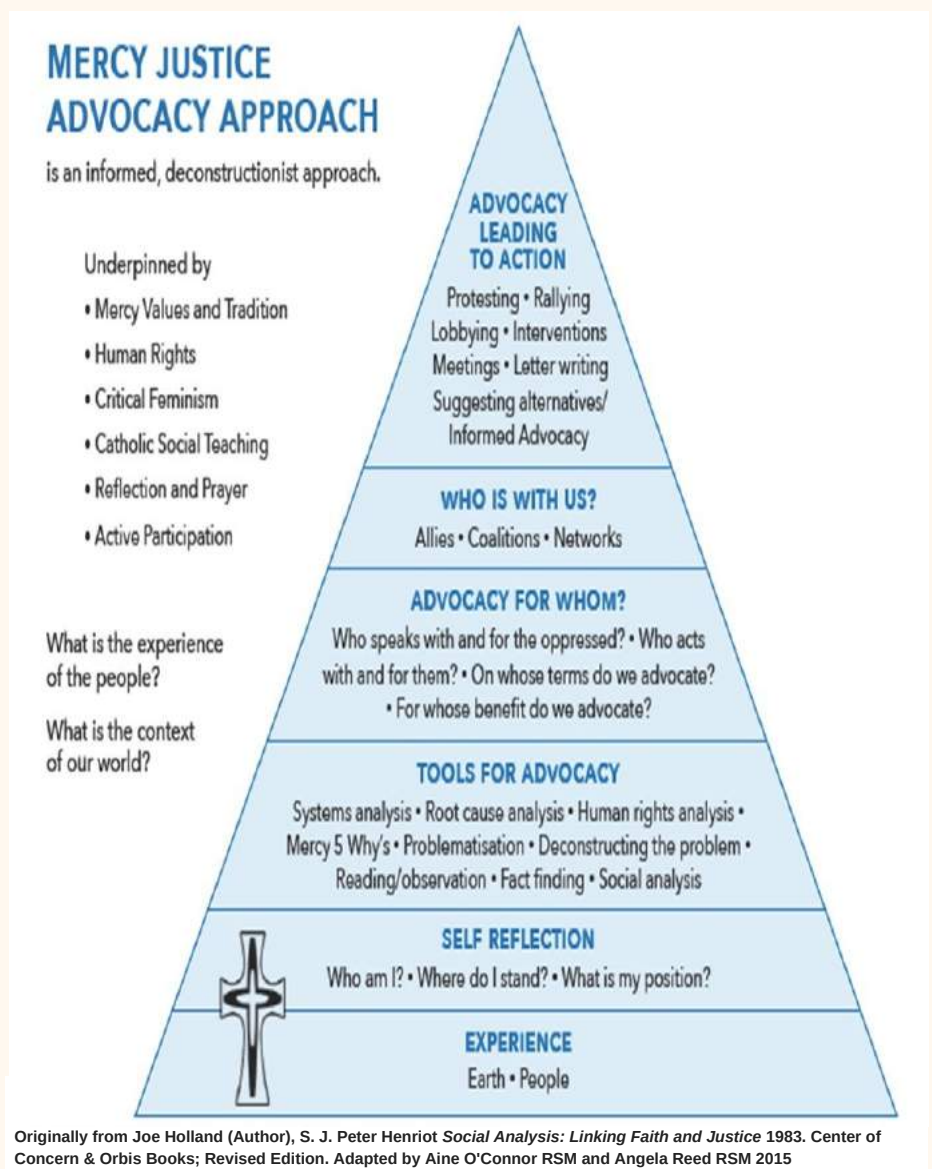 MERCY JUSTICE
ADVOCACY APPROACH
is an informed, deconstructionist approach.
Underpinned by
• Mercy Values and Tradition
• Human Rights
• Critical Feminism
• Catholic Social Teaching
• Reflection and Prayer
• Active Participation
What is the experience
of the people?
What is the context
of our world?
ADVOCACY
LEADING
TO ACTION
Protesting • Rallying
Lobbying • Interventions
Meetings • Letter writing
Suggesting alternatives/
Informed Advocacy
WHO IS WITH US?
Allies • Coalitions • Networks
ADVOCACY FOR WHOM?
Who speaks with and for the oppressed? • Who acts
with and for them? • On whose terms do we advocate?
• For whose benefit do we advocate?
TOOLS FOR ADVOCACY
Systems analysis • Root cause analysis • Human rights analysis •
Mercy 5 Why's • Problematisation • Deconstructing the problem •
Reading/observation • Fact finding • Social analysis
SELF REFLECTION
Who am I? • Where do I stand? • What is my position?
EXPERIENCE
Earth • People
Originally from Joe Holland (Author), S. J. Peter Henriot Social Analysis: Linking Faith and Justice 1983. Center of
Concern & Orbis Books; Revised Edition. Adapted by Aine O'Connor RSM and Angela Reed RSM 2015